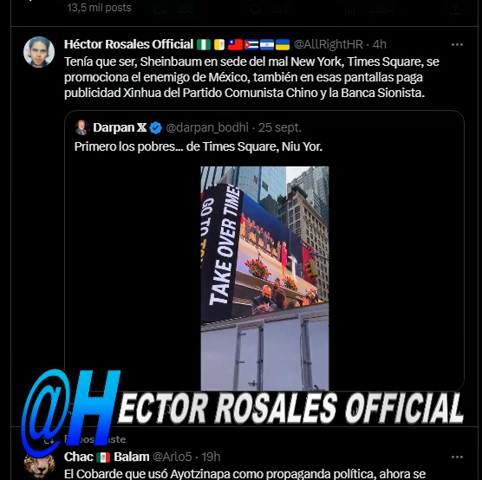 13,5 mil posts
Héctor Rosales Official 🇳🇬🇻🇦🇹🇼🇨🇺🇳🇮🇺🇦 @AllRightHR · 4h
Tenía que ser, Sheinbaum en sede del mal New York, Times Square, se
promociona el enemigo de México, también en esas pantallas paga
publicidad Xinhua del Partido Comunista Chino y la Banca Sionista.
Darpan X @darpan_bodhi · 25 sept.
Primero los pobres... de Times Square, Niu Yor.
GO TO
TAKE OVER TIMES
@HECTOR ROSALES OFFICIAL
Chac 🇲🇽 Balam @Arlo5 · 19h
El Cobarde que usó Ayotzinapa como propaganda política, ahora se